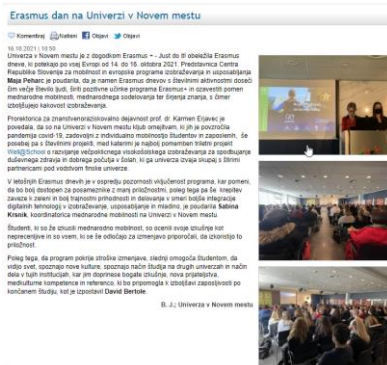 Erasmus dan na Univerzi v Novem mestu
Komentiraj Natisni Objavi Objavi
16.10.2021 | 10:50
Univerza v Novem mestu je z dogodkom Erasmus + - Just do it! obeležila Erasmus
dneve, ki potekajo po vsej Evropi od 14. do 16. oktobra 2021. Predstavnica Centra
Republike Slovenije za mobilnost in evropske programe izobraževanja in usposabljanja
Maja Peharc je poudarila, da je namen Erasmus dnevov s številnimi aktivnostmi doseči
čim večje število ljudi, širiti pozitivne učinke programa Erasmus+ in ozavestiti pomen
mednarodne mobilnosti, mednarodnega sodelovanja ter širjenja znanja, s čimer
izboljšujejo kakovost izobraževanja.
Prorektorica za znanstvenoraziskovalno dejavnost prof. dr. Karmen Erjavec je
povedala, da so na Univerzi v Novem mestu kljub omejitvam, ki jih je povzročila
pandemija covid-19, zadovoljni z individualno mobilnostjo študentov in zaposlenih, še
posebej pa s številnimi projekti, med katerimi je najbolj pomemben triletni projekt
Well@School o razvijanje večpoklicnega visokošolskega izobraževanja za spodbujanje
duševnega zdravja in dobrega počutja v šolah, ki ga univerza izvaja skupaj s štirimi
partnericami pod vodstvom finske univerze.
V letošnjih Erasmus dnevih je v ospredju pozornosti vključenost programa, kar pomeni,
da bo bolj dostopen za posameznike z manj priložnostmi, poleg tega pa še krepitev
zaveze k zeleni in bolj trajnostni prihodnosti in delovanje v smeri boljše integracije
digitalnih tehnologij v izobraževanje, usposabljanje in mladino, je poudarila Sabina
Krsnik, koordinatorica mednarodne mobilnosti na Univerzi v Novem mestu.
Študenti, ki so že izkusili mednarodno mobilnost, so ocenili svoje izkušnje kot
neprecenljive in so vsem, ki se še odločajo za izmenjavo priporočali, da izkoristijo to
priložnost.
Poleg tega, da program pokrije stroške izmenjave, slednji omogoča študentom, da
vidijo svet, spoznajo nove kulture, spoznajo način študija na drugih univerzah in način
dela v tujih institucijah, kar jim doprinese bogate izkušnje, nova prijateljstva,
medkulturne kompetence in reference, ki bo pripomogla k izboljšavi zaposljivosti po
končanem študiju, kot je izpostavil David Bertole.
B. J.; Univerza v Novem mestu